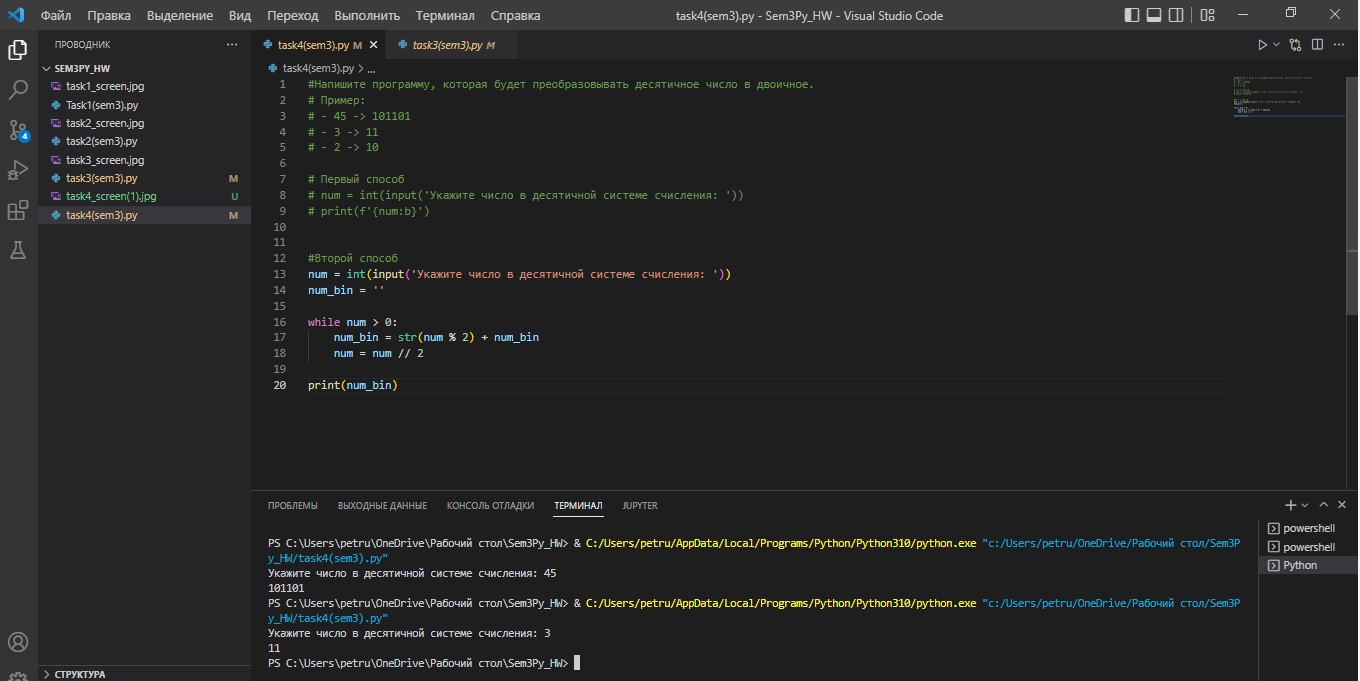 Файл Правка Выделение Вид Переход Выполнить Терминал Справка task4(sem3).py - Sem3Py_HW - Visual Studio Code
ПРОВОДНИК
SEM3PY_HW
task1_screen.jpg
Task1(sem3).py
task2_screen.jpg
task2(sem3).py
task3_screen.jpg
task3(sem3).py M
task4_screen(1).jpg U
task4(sem3).py M
4
СТРУКТУРА
task4(sem3).py M task3(sem3).py M
task4(sem3).py > ...
1 #Напишите программу, которая будет преобразовывать десятичное число в двоичное.
2 # Пример:
3 # - 45 -> 101101
4 # - 3 -> 11
5 # - 2 -> 10
6
7 # Первый способ
8 # num = int(input('Укажите число в десятичной системе счисления: '))
9 # print(f'{num:b}')
10
11
12 #Второй способ
13 num = int(input('Укажите число в десятичной системе счисления: '))
14 num_bin = ''
15
16 while num > 0:
17 num_bin = str(num % 2) + num_bin
18 num = num // 2
19
20 print(num_bin)
ПРОБЛЕМЫ ВЫХОДНЫЕ ДАННЫЕ КОНСОЛЬ ОТЛАДКИ ТЕРМИНАЛ JUPYTER
PS C:\Users\petru\OneDrive\Рабочий стол\Sem3Py_HW> & C:/Users/petru/AppData/Local/Programs/Python/Python310/python.exe "c:/Users/petru/OneDrive/Рабочий стол/Sem3P
y_HW/task4(sem3).py"
Укажите число в десятичной системе счисления: 45
101101
PS C:\Users\petru\OneDrive\Рабочий стол\Sem3Py_HW> & C:/Users/petru/AppData/Local/Programs/Python/Python310/python.exe "c:/Users/petru/OneDrive/Рабочий стол/Sem3P
y_HW/task4(sem3).py"
Укажите число в десятичной системе счисления: 3
11
PS C:\Users\petru\OneDrive\Рабочий стол\Sem3Py_HW>
powershell
powershell
Python